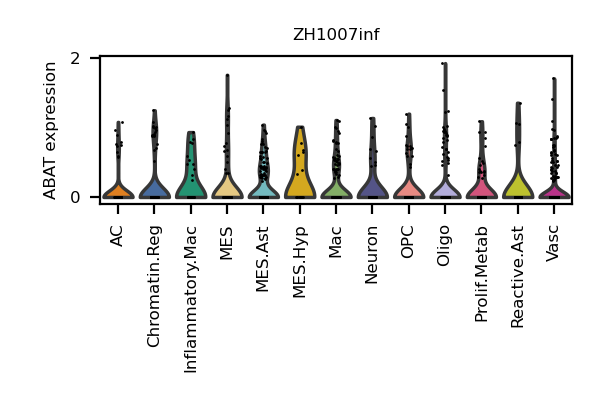 ZH1007inf
ABAT expression
2
0
AC
Chromatin.Reg
Inflammatory.Mac
MES
MES.Ast
MES.Hyp
Mac
Neuron
OPC
Oligo
Prolif.Metab
Reactive.Ast
Vasc